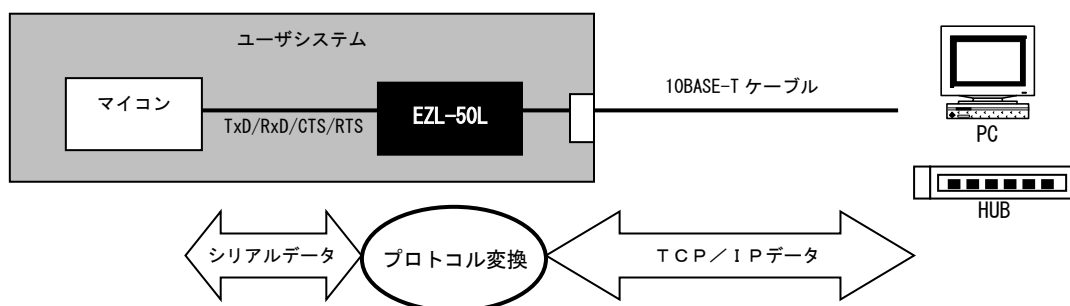 ユーザシステム
マイコン
TxD/RxD/CTS/RTS
EZL-50L
10BASE-T ケーブル
PC
HUB
シリアルデータ
プロトコル変換
TCP/IPデータ